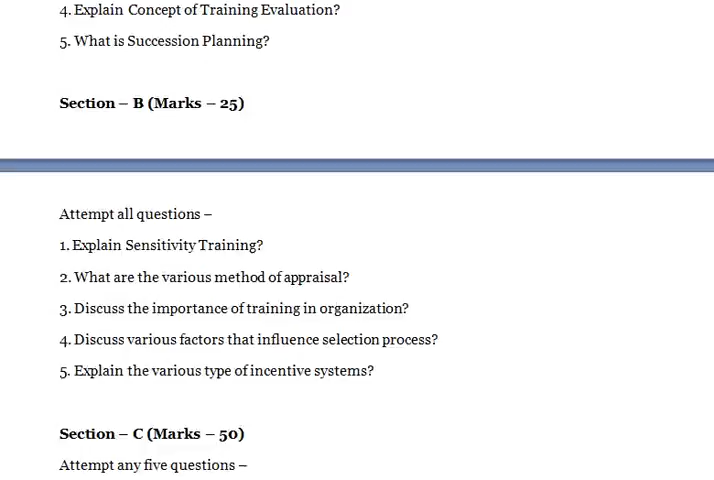 4. Explain Concept of Training Evaluation?
5. What is Succession Planning?
Section – B (Marks – 25)
Attempt all questions –
1. Explain Sensitivity Training?
2. What are the various method of appraisal?
3. Discuss the importance of training in organization?
4. Discuss various factors that influence selection process?
5. Explain the various type of incentive systems?
Section – C (Marks – 50)
Attempt any five questions –